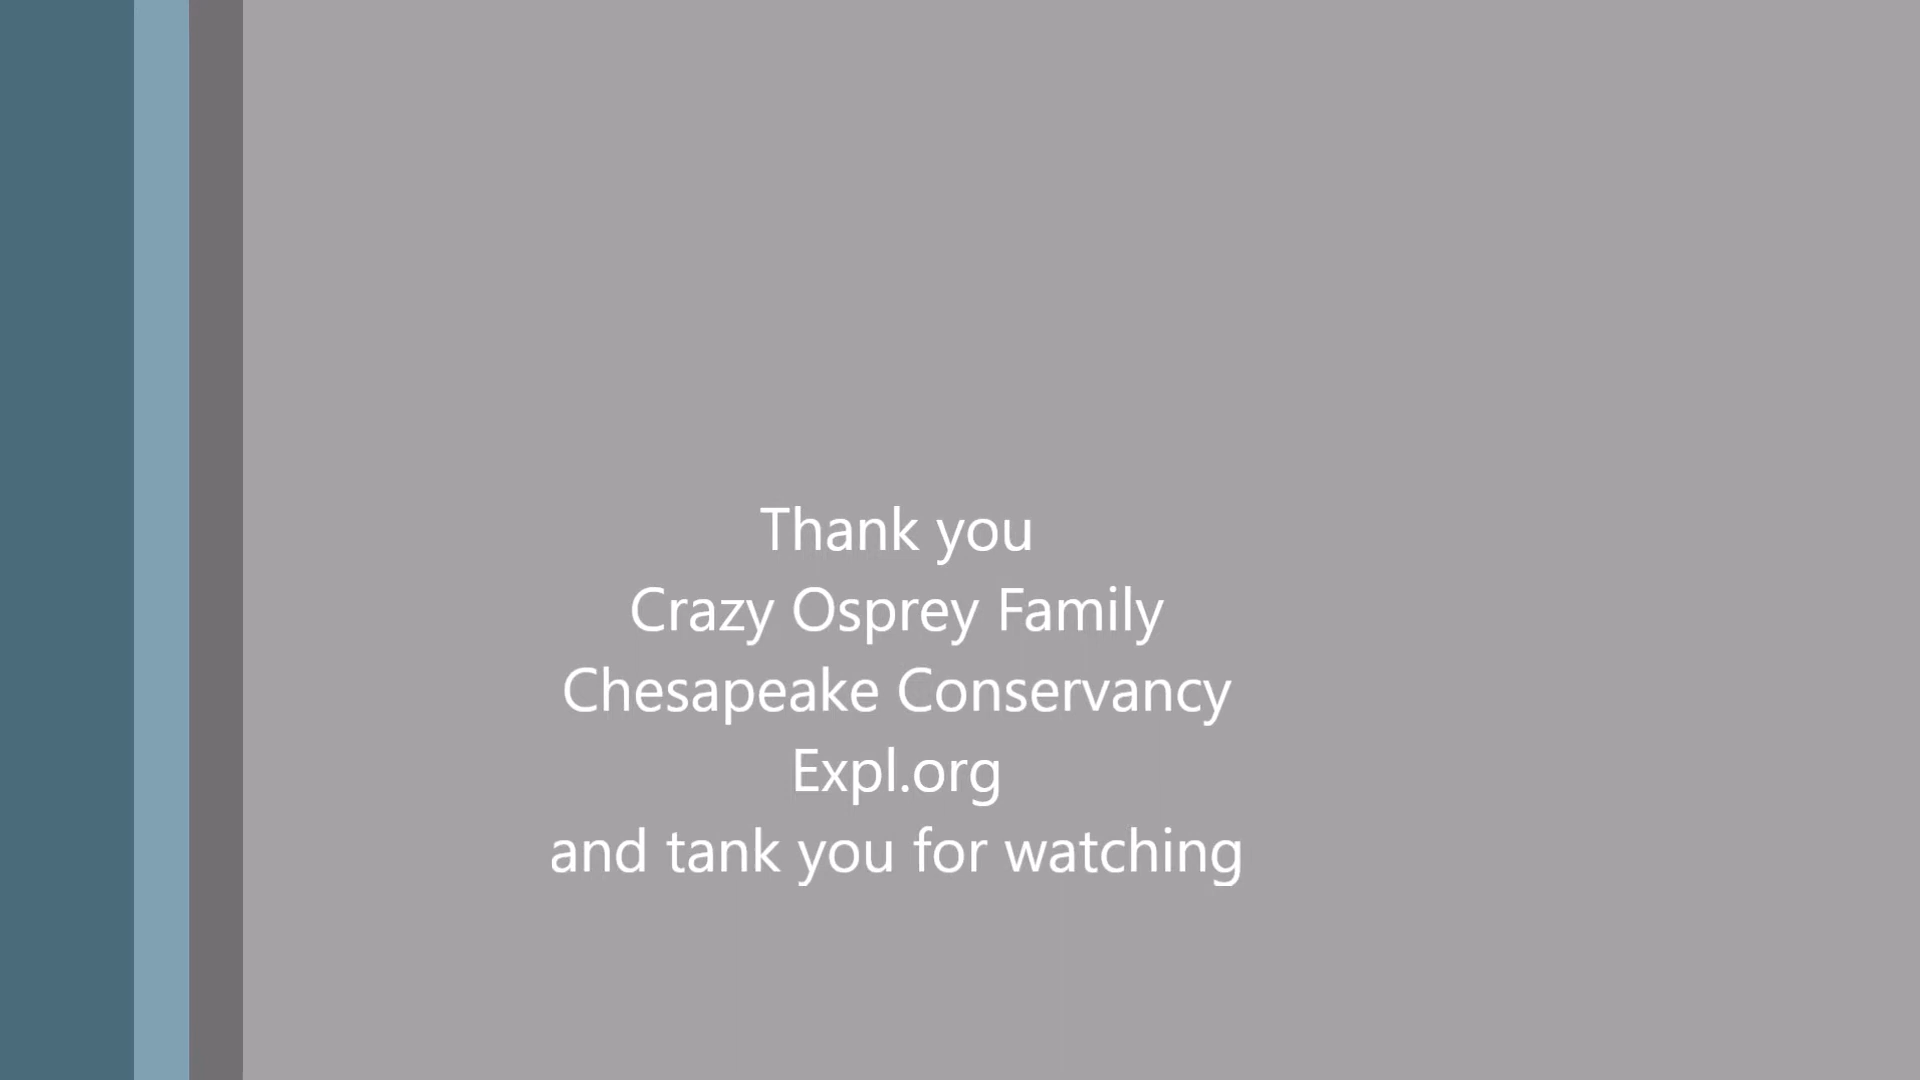 Thank you
Crazy Osprey Family
Chesapeake Conservancy
Expl.org
and tank you for watching